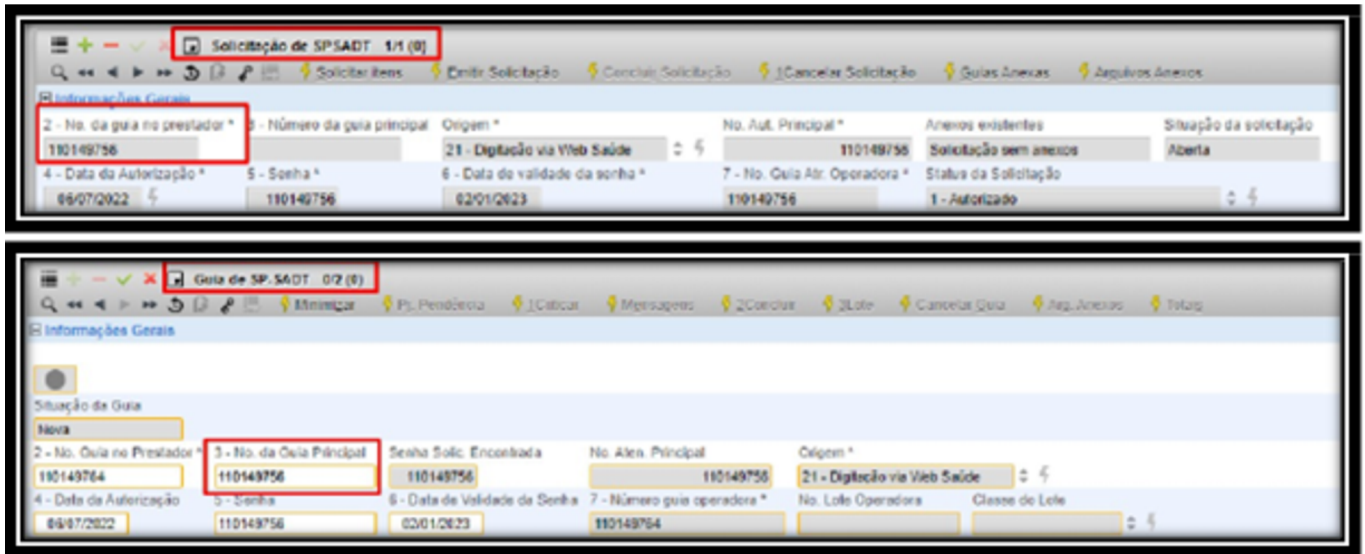 Solicitação de SPSADT 1/1 (0)
Solicitar itens Emitir Solicitação Concluir Solicitação 1Cancelar Solicitação Guias Anexas Arquivos Anexos
Informações Gerais
2 - No. da guia no prestador * 3 - Número da guia principal Origem * No. Aut. Principal * Anexos existentes Situação da solicitação
110149756 21 - Digitação via Web Saúde 110149756 Solicitação sem anexos Aberta
4 - Data da Autorização * 5 - Senha * 6 - Data de validade da senha * 7 - No. Guia Atr. Operadora * Status da Solicitação
06/07/2022 110149756 02/01/2023 110149756 1 - Autorizado
Guia de SP-SADT 0/2 (0)
Minimizar Pr. Pendência Mensagens 2Concluir 3Lote Cancelar Guia Arq. Anexos Totais
Informações Gerais
Situação da Guia
Nova
2 - No. Guia no Prestador * 3 - No. da Guia Principal Senha Solic. Encontrada No. Aten. Principal Origem *
110149764 110149756 110149756 110149756 21 - Digitação via Web Saúde
4 - Data da Autorização 5 - Senha 6 - Data de Validade da Senha 7 - Número guia operadora * No. Lote Operadora Classe do Lote
06/07/2022 110149756 02/01/2023 110149764